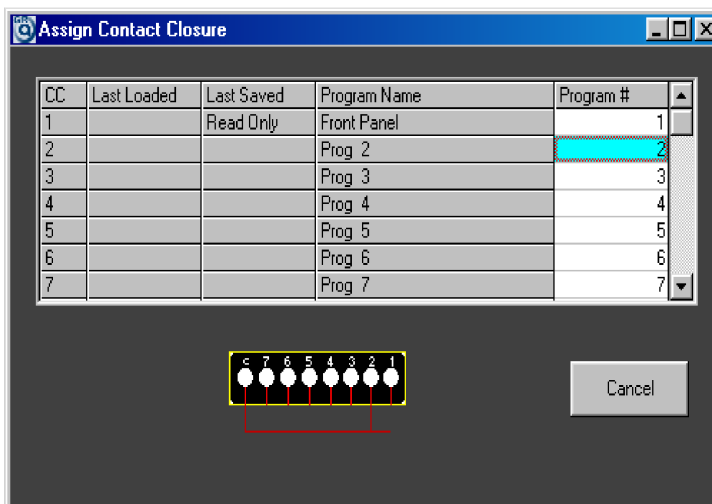 Assign Contact Closure
CC Last Loaded Last Saved Program Name Program #
1 Read Only Front Panel 1
2 Prog 2 2
3 Prog 3 3
4 Prog 4 4
5 Prog 5 5
6 Prog 6 6
7 Prog 7 7
c 7 6 5 4 3 2 1
Cancel